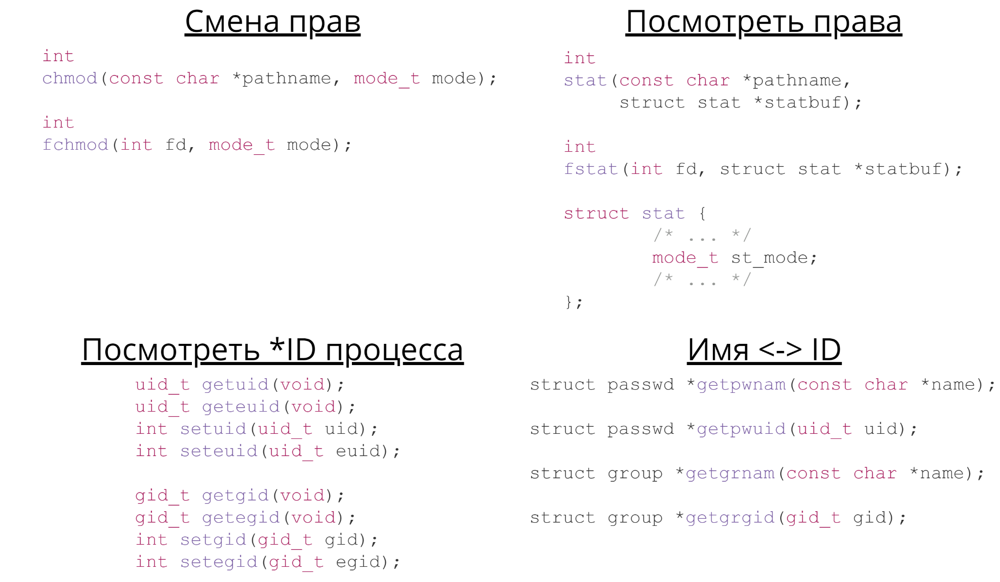 Смена прав
int
chmod(const char *pathname, mode_t mode);
int
fchmod(int fd, mode_t mode);
Посмотреть права
int
stat(const char *pathname,
struct stat *statbuf);
int
fstat(int fd, struct stat *statbuf);
struct stat {
/* ... */
mode_t st_mode;
/* ... */
};
Посмотреть *ID процесса
uid_t getuid(void);
uid_t geteuid(void);
int setuid(uid_t uid);
int seteuid(uid_t euid);
gid_t getgid(void);
gid_t getegid(void);
int setgid(gid_t gid);
int setegid(gid_t egid);
Имя <-> ID
struct passwd *getpwnam(const char *name);
struct passwd *getpwuid(uid_t uid);
struct group *getgrnam(const char *name);
struct group *getgrgid(gid_t gid);